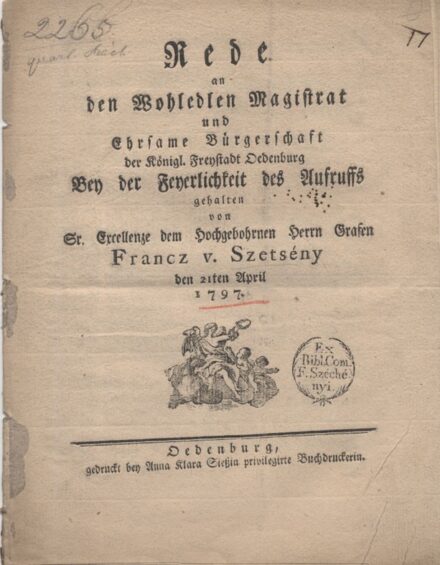 2265
17
Rede
an
den Wohledlen Magistrat
und
Ehrsame Bürgerschaft
der Königl. Freystadt Oedenburg
Bey der Feyerlichkeit des Aufruffs
gehalten
von
Sr. Excellenze dem Hochgebohrnen Herrn Grafen
Francz v. Szetsény
den 21ten April
1797.
Ex
Bibl. Com.
F. Széché
nyi.
Oedenburg,
gedruckt bey Anna Klara Sießin privilegirte Buchdruckerin.